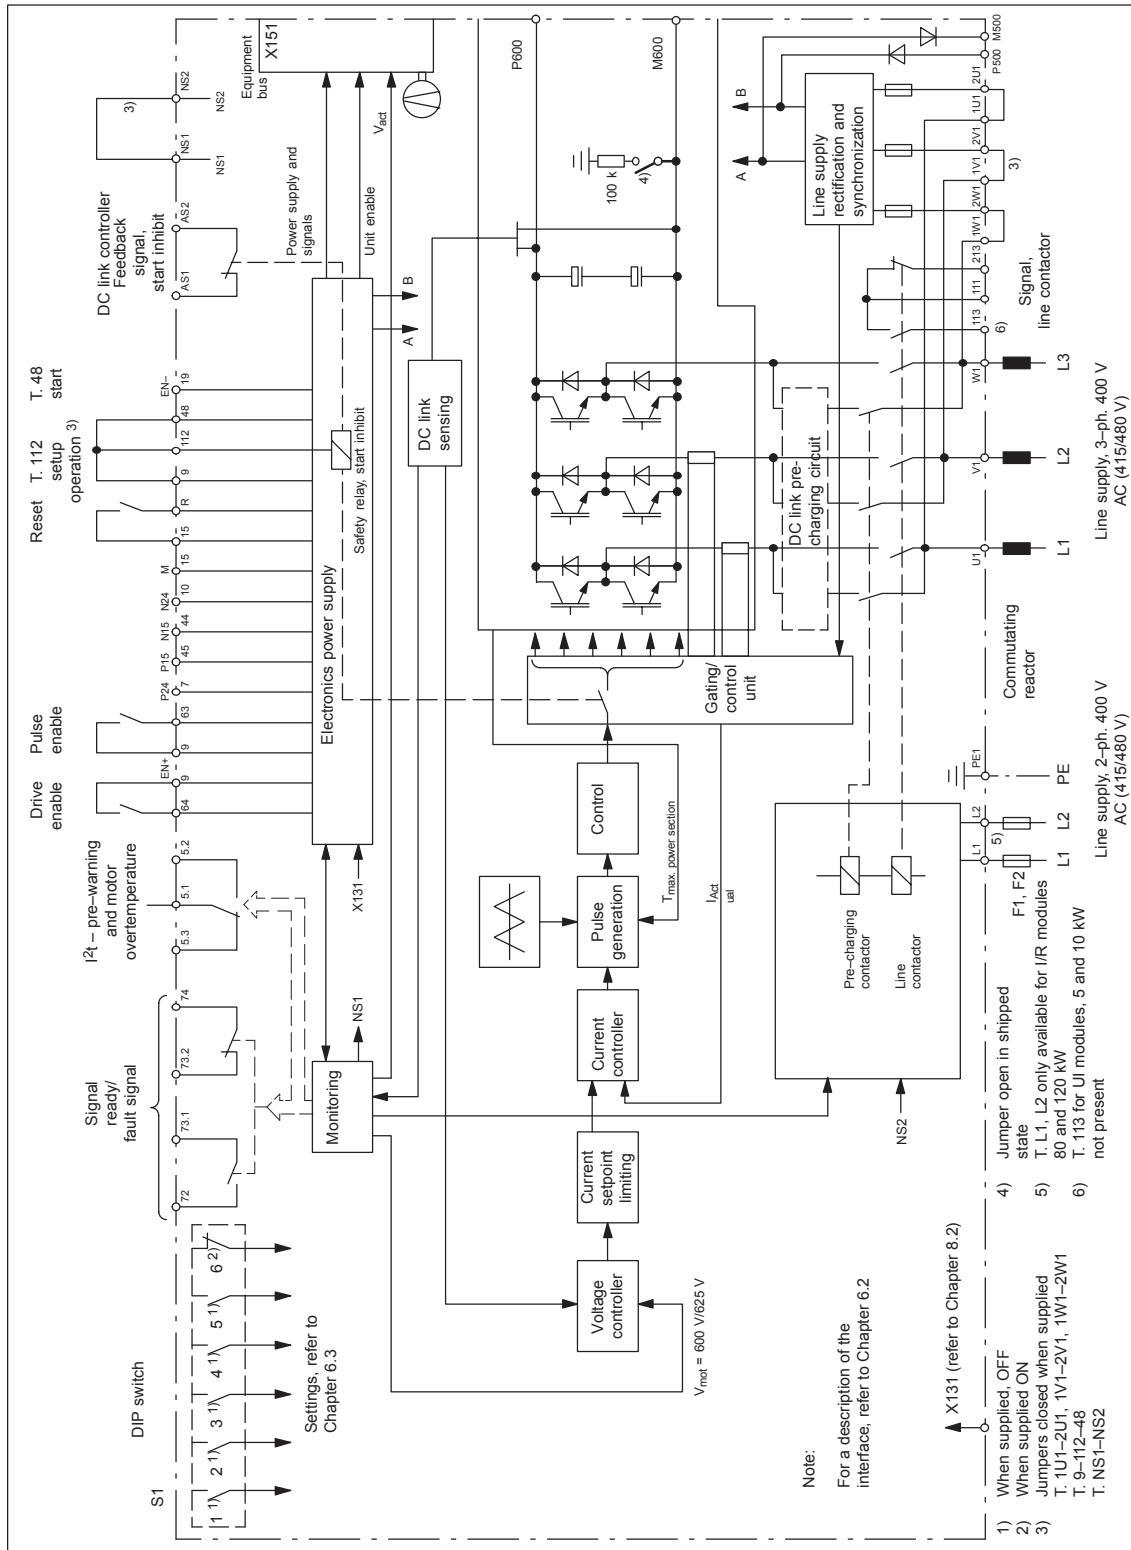 S1
DIP switch
1 1)
2 1)
3 1)
4 1)
5 1)
6 2)
Settings, refer to
Chapter 6.3
Signal
ready/
fault signal
72
73.1
73.2
74
I2t – pre–warning
and motor
overtemperature
5.3
5.1
5.2
Drive
enable
64
9
EN+
Pulse
enable
9
63
P24
7
P15
45
N15
44
N24
10
M
15
Reset
15
R
T. 112
setup
operation 3)
9
112
T. 48
start
48
EN–
19
DC link controller
Feedback
signal,
start inhibit
AS1
AS2
NS1
NS1
3)
NS2
NS2
Equipment
bus
X151
Monitoring
NS1
X131
Electronics power supply
Safety relay, start inhibit
Power supply and
signals
Unit enable
Vact
A
B
DC link
sensing
P600
M600
100 k
4)
Voltage
controller
Vmot = 600 V/625 V
Current
setpoint
limiting
Current
controller
Pulse
generation
Control
Tmax. power section
IAct
ual
Gating/
control
unit
DC link pre–
charging circuit
A
B
Line supply
rectification and
synchronization
NS2
Pre–charging
contactor
Line
contactor
L1
L2
5)
F1, F2
L1
L2
PE1
PE
Line supply, 2–ph. 400 V
AC (415/480 V)
Commutating
reactor
U1
V1
W1
L1
L2
L3
Line supply, 3–ph. 400 V
AC (415/480 V)
113
111
213
6)
Signal,
line contactor
1W1
2W1
1V1
2V1
1U1
2U1
3)
P500
M500
Note:
For a description of the
interface, refer to Chapter 6.2
X131 (refer to Chapter 8.2)
1) When supplied, OFF
2) When supplied ON
3) Jumpers closed when supplied
T. 1U1–2U1, 1V1–2V1, 1W1–2W1
T. 9–112–48
T. NS1–NS2
4) Jumper open in shipped
state
5) T. L1, L2 only available for I/R modules
80 and 120 kW
6) T. 113 for UI modules, 5 and 10 kW
not present